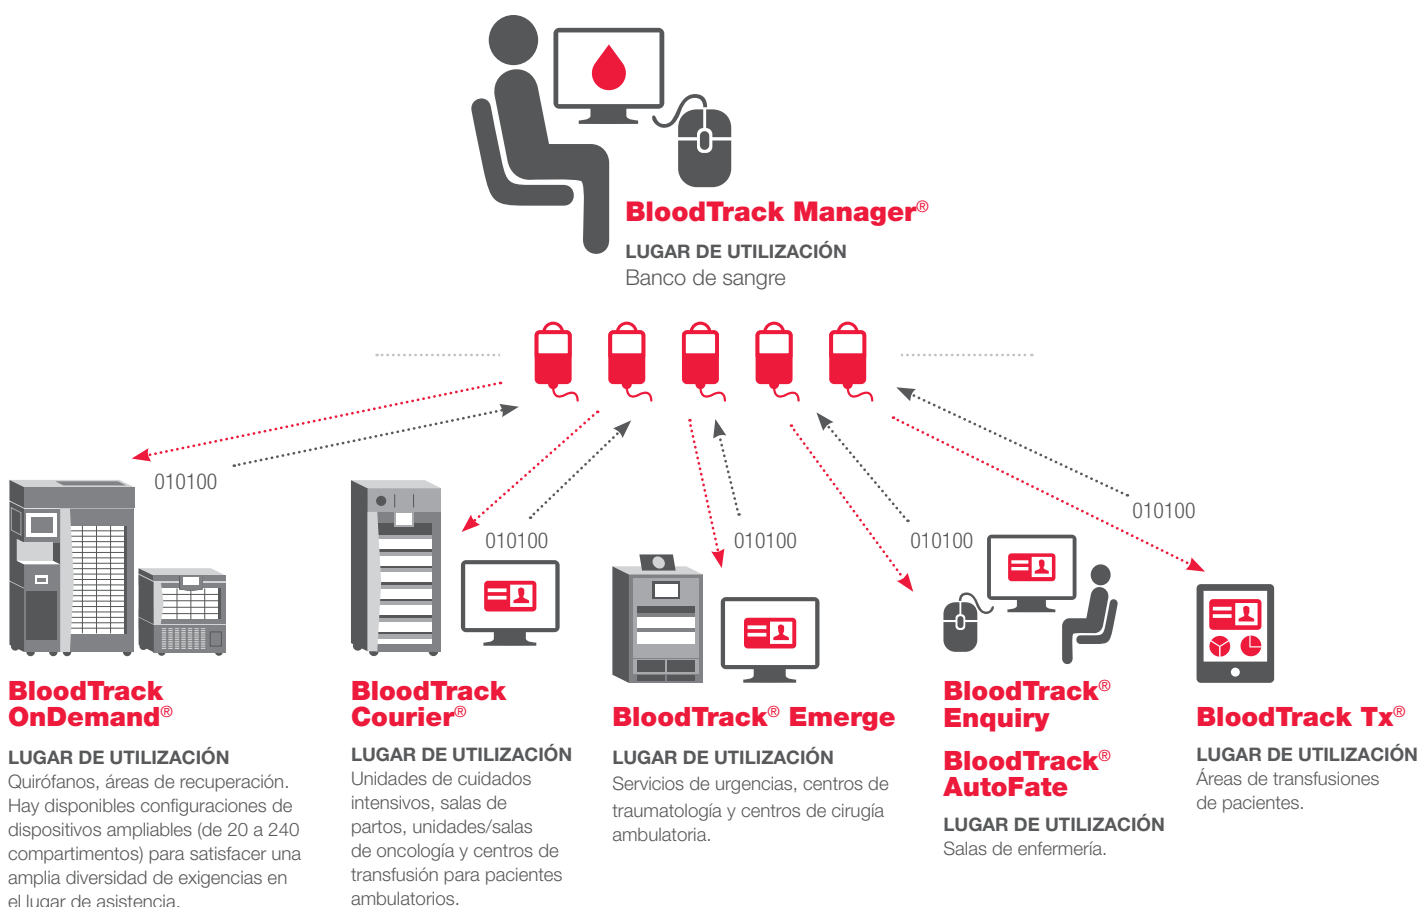 BloodTrack Manager®
LUGAR DE UTILIZACIÓN
Banco de sangre
010100
010100
010100
010100
010100
BloodTrack
OnDemand®
LUGAR DE UTILIZACIÓN
Quirófanos, áreas de recuperación.
Hay disponibles configuraciones de
dispositivos ampliables (de 20 a 240
compartimentos) para satisfacer una
amplia diversidad de exigencias en
el lugar de asistencia.
BloodTrack
Courier®
LUGAR DE UTILIZACIÓN
Unidades de cuidados
intensivos, salas de
partos, unidades/salas
de oncología y centros de
transfusión para pacientes
ambulatorios.
BloodTrack® Emerge
LUGAR DE UTILIZACIÓN
Servicios de urgencias, centros de
traumatología y centros de cirugía
ambulatoria.
BloodTrack®
Enquiry
BloodTrack®
AutoFate
LUGAR DE UTILIZACIÓN
Salas de enfermería.
BloodTrack Tx®
LUGAR DE UTILIZACIÓN
Áreas de transfusiones
de pacientes.